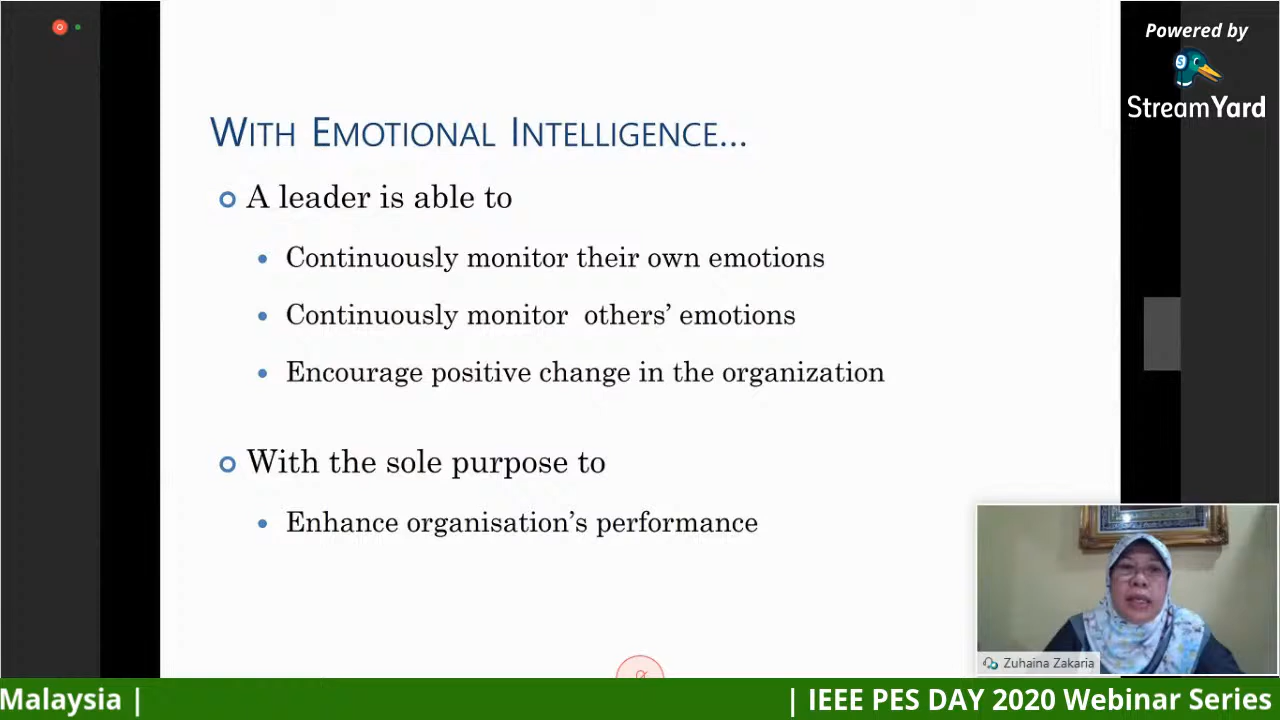 Powered by
StreamYard
WITH EMOTIONAL INTELLIGENCE...
A leader is able to
Continuously monitor their own emotions
Continuously monitor others’ emotions
Encourage positive change in the organization
With the sole purpose to
Enhance organisation’s performance
Zuhaina Zakaria
Malaysia | | IEEE PES DAY 2020 Webinar Series